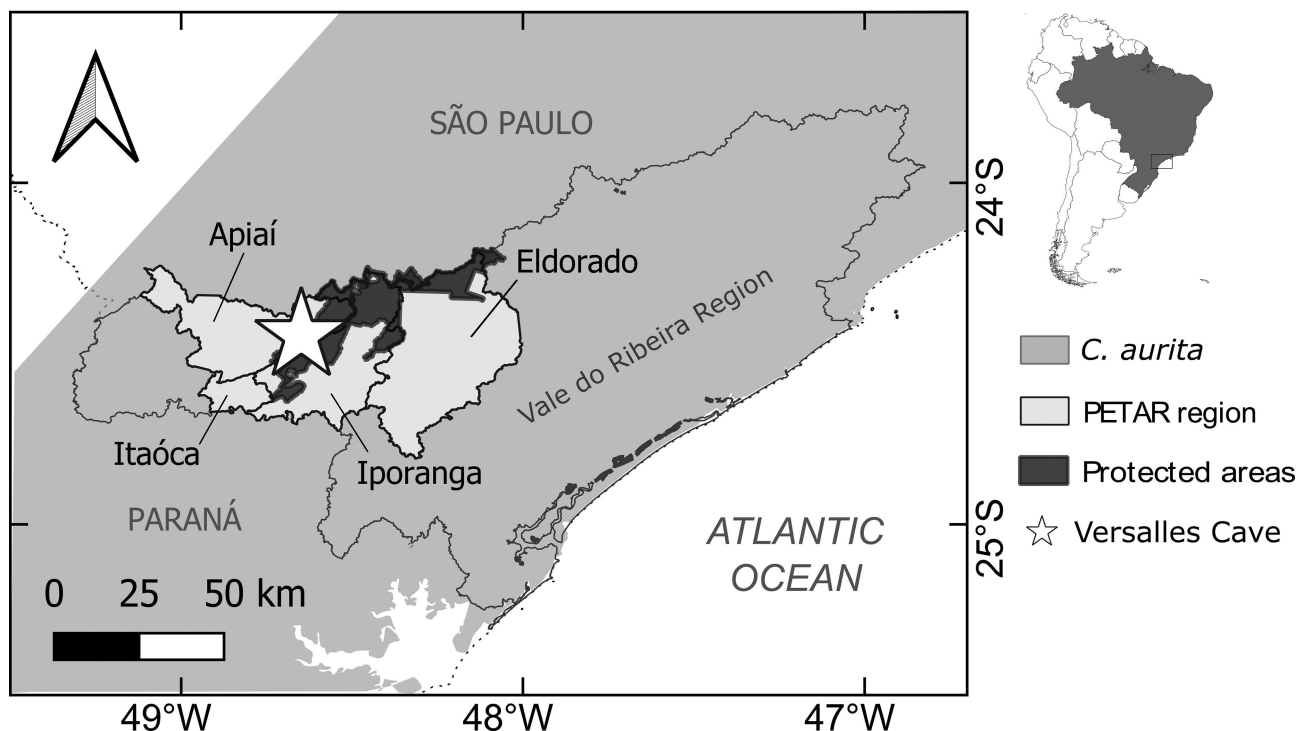 SÃO PAULO
24°S
Apiaí
Eldorado
Vale do Ribeira Region
C. aurita
PETAR region
Itaóca
Iporanga
Protected areas
PARANÁ
ATLANTIC
OCEAN
25°S
Versalles Cave
0 25 50 km
49°W 48°W 47°W